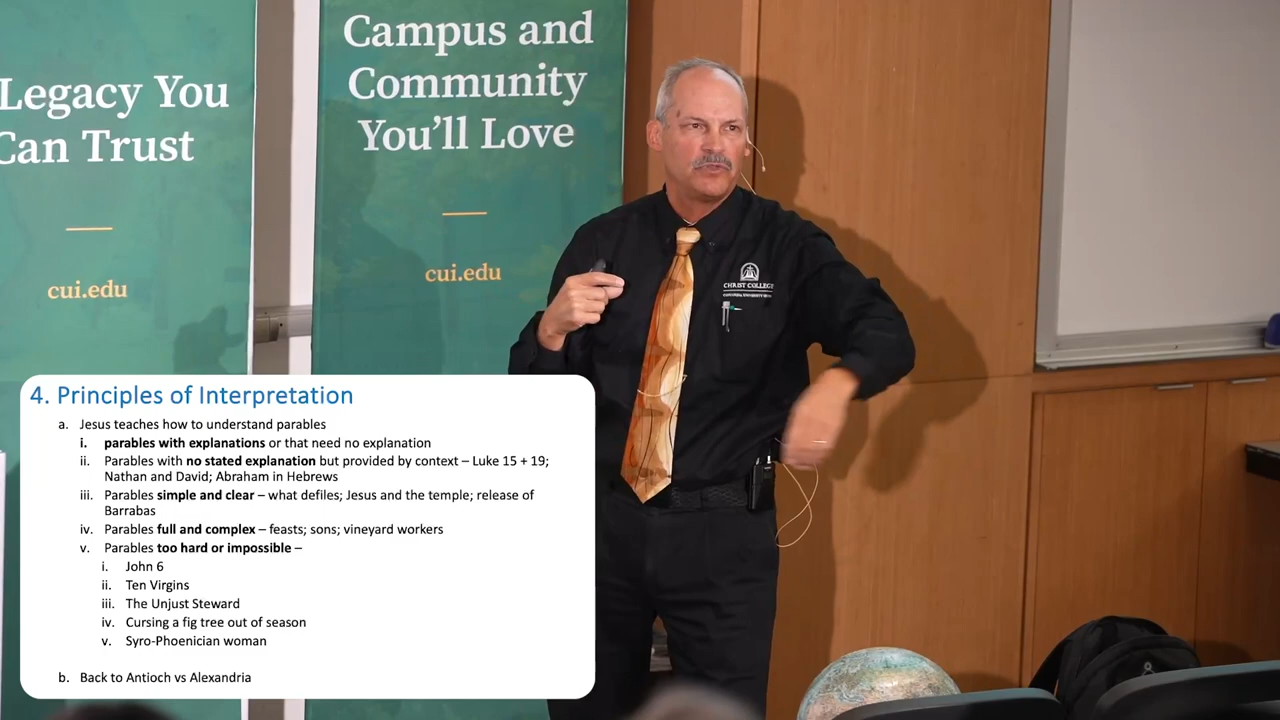 Legacy You
Can Trust
cui.edu
Campus and
Community
You'll Love
cui.edu
CHRIST COLLEGE
4. Principles of Interpretation
a. Jesus teaches how to understand parables
i. parables with explanations or that need no explanation
ii. Parables with no stated explanation but provided by context – Luke 15 + 19;
Nathan and David; Abraham in Hebrews
iii. Parables simple and clear – what defiles; Jesus and the temple; release of
Barrabas
iv. Parables full and complex – feasts; sons; vineyard workers
v. Parables too hard or impossible –
i. John 6
ii. Ten Virgins
iii. The Unjust Steward
iv. Cursing a fig tree out of season
v. Syro-Phoenician woman
b. Back to Antioch vs Alexandria